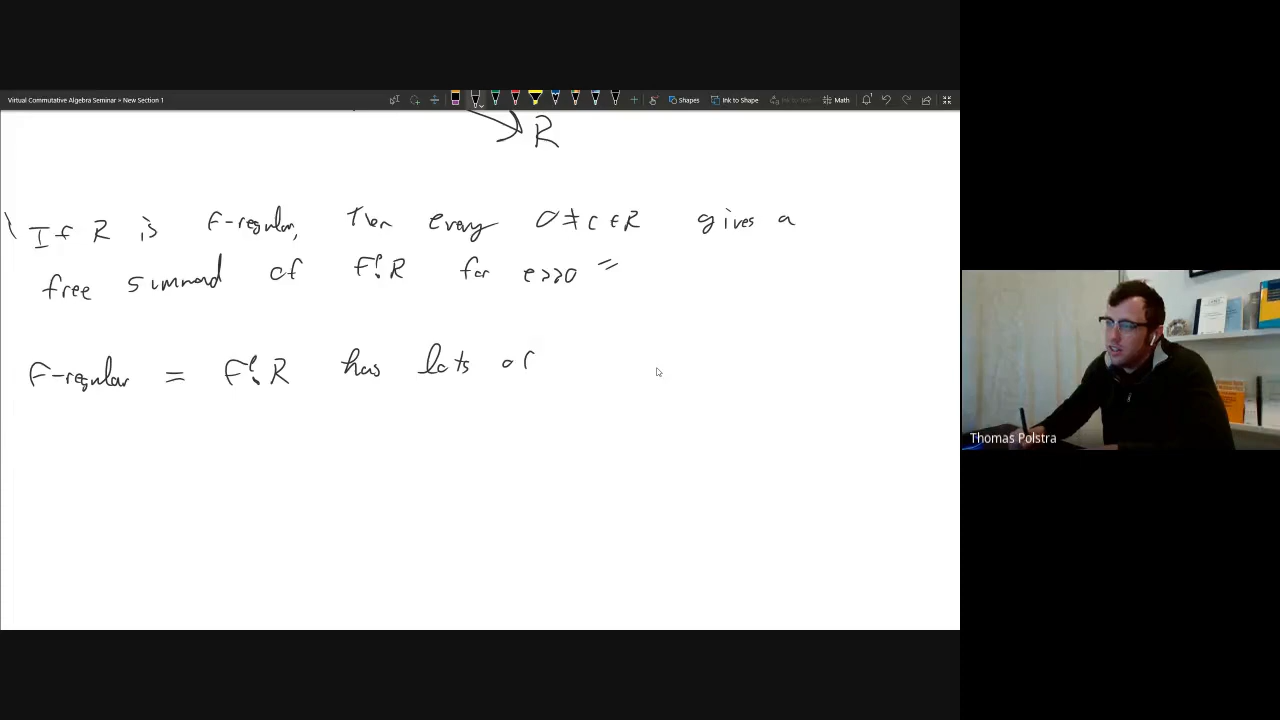 Virtual Commutative Algebra Seminar > New Section 1
Shapes
Ink to Shape
Math
R
"If R is F-regular, then every 0≠c∈R gives a
free summand of F^e_*R for e>>0"
F-regular = F^e_*R has lots of
Thomas Polstra